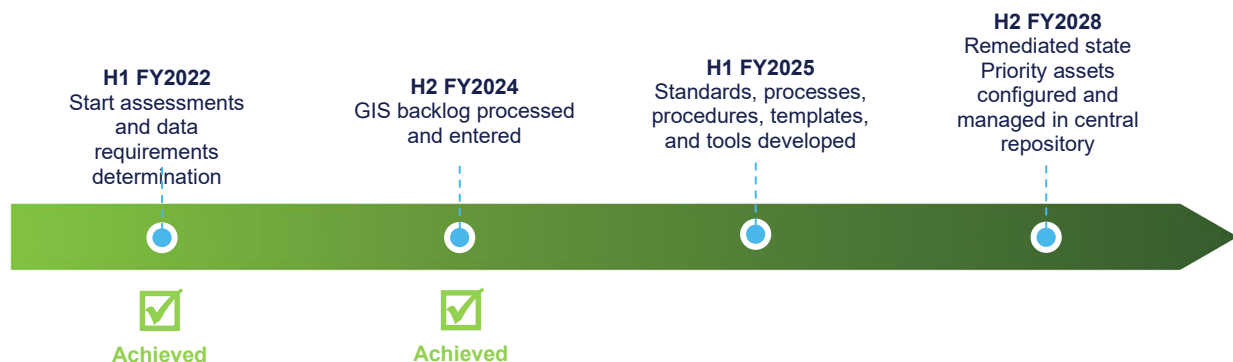 H1 FY2022
Start assessments
and data
requirements
determination
H2 FY2024
GIS backlog processed
and entered
H1 FY2025
Standards, processes,
procedures, templates,
and tools developed
H2 FY2028
Remediated state
Priority assets
configured and
managed in central
repository
Achieved
Achieved